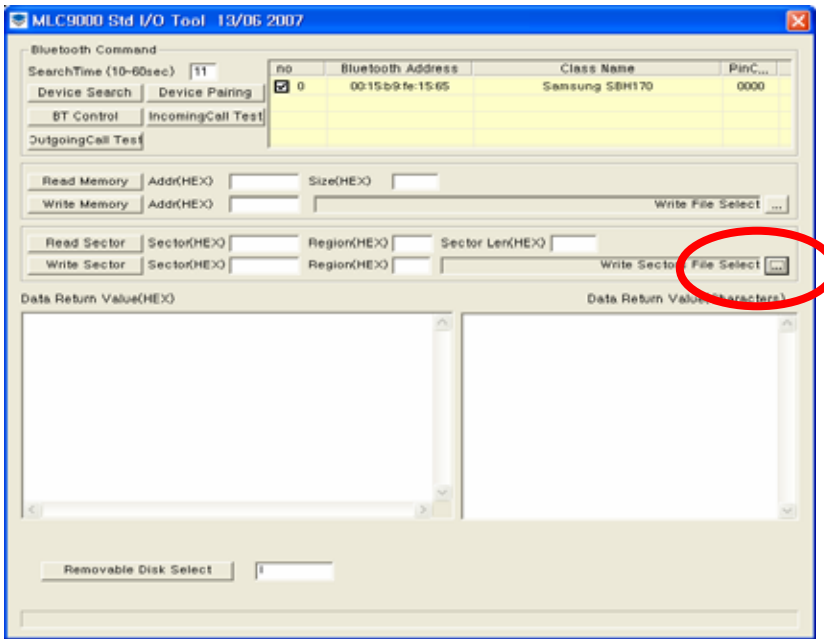 MLC9000 Std I/O Tool 13/06 2007
Bluetooth Command
SearchTime (10~60sec) 11
no Bluetooth Address Class Name PinC...
Device Search Device Pairing
0 00:15:b9:fe:15:65 Samsung SBH170 0000
BT Control IncomingCall Test
OutgoingCall Test
Read Memory Addr(HEX) Size(HEX)
Write Memory Addr(HEX) Write File Select ...
Read Sector Sector(HEX) Region(HEX) Sector Len(HEX)
Write Sector Sector(HEX) Region(HEX) Write Sectors File Select ...
Data Return Value(HEX) Data Return Value(Characters)
Removable Disk Select I